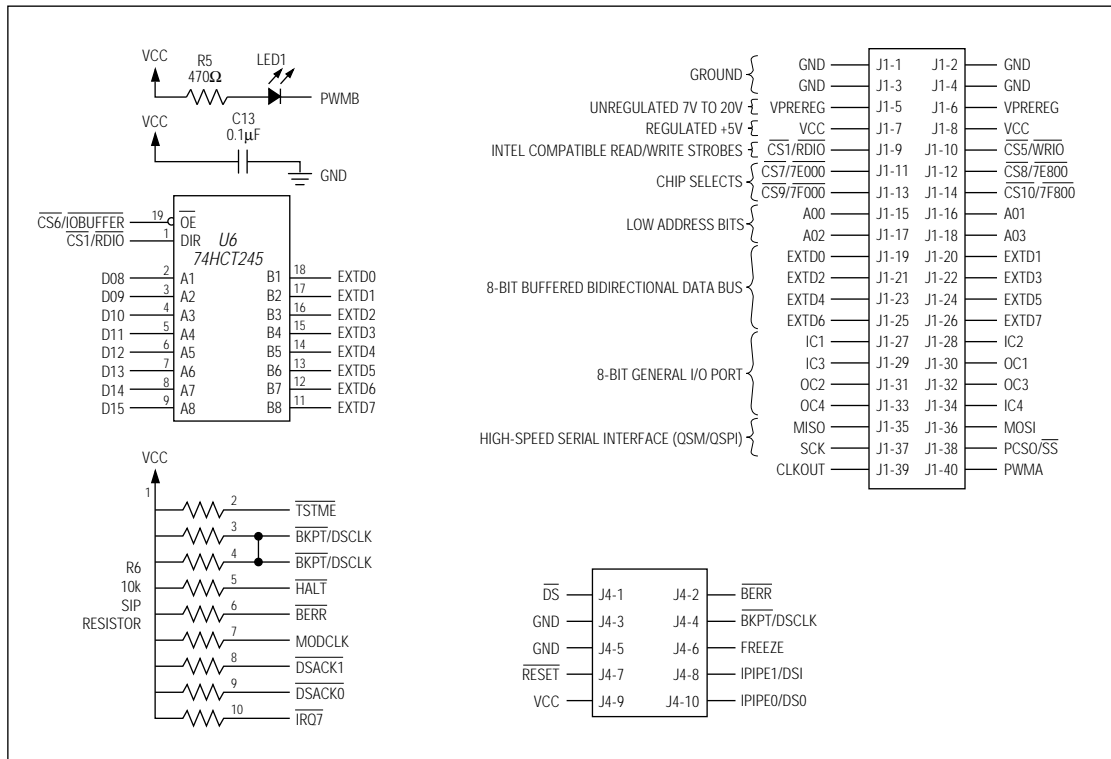 VCC
R5
470Ω
LED1
PWMB
C13
0.1μF
VCC
GND
CS6/IOBUFFER 19 OE
CS1/RDIO 1 DIR
U6
74HCT245
D08 2 A1 B1 18 EXTD0
D09 3 A2 B2 17 EXTD1
D10 4 A3 B3 16 EXTD2
D11 5 A4 B4 15 EXTD3
D12 6 A5 B5 14 EXTD4
D13 7 A6 B6 13 EXTD5
D14 8 A7 B7 12 EXTD6
D15 9 A8 B8 11 EXTD7
VCC
1
R6
10k
SIP
RESISTOR
2 TSTME
3 BKPT/DSCLK
4 BKPT/DSCLK
5 HALT
6 BERR
7 MODCLK
8 DSACK1
9 DSACK0
10 IRQ7
GROUND
GND J1-1 J1-2 GND
GND J1-3 J1-4 GND
UNREGULATED 7V TO 20V VPREREG J1-5 J1-6 VPREREG
REGULATED +5V VCC J1-7 J1-8 VCC
INTEL COMPATIBLE READ/WRITE STROBES CS1/RDIO J1-9 J1-10 CS5/WRIO
CHIP SELECTS
CS7/7E000 J1-11 J1-12 CS8/7E800
CS9/7F000 J1-13 J1-14 CS10/7F800
LOW ADDRESS BITS
A00 J1-15 J1-16 A01
A02 J1-17 J1-18 A03
8-BIT BUFFERED BIDIRECTIONAL DATA BUS
EXTD0 J1-19 J1-20 EXTD1
EXTD2 J1-21 J1-22 EXTD3
EXTD4 J1-23 J1-24 EXTD5
EXTD6 J1-25 J1-26 EXTD7
8-BIT GENERAL I/O PORT
IC1 J1-27 J1-28 IC2
IC3 J1-29 J1-30 OC1
OC2 J1-31 J1-32 OC3
OC4 J1-33 J1-34 IC4
HIGH-SPEED SERIAL INTERFACE (QSM/QSPI)
MISO J1-35 J1-36 MOSI
SCK J1-37 J1-38 PCSO/SS
CLKOUT J1-39 J1-40 PWMA
DS J4-1 J4-2 BERR
GND J4-3 J4-4 BKPT/DSCLK
GND J4-5 J4-6 FREEZE
RESET J4-7 J4-8 IPIPE1/DSI
VCC J4-9 J4-10 IPIPE0/DS0